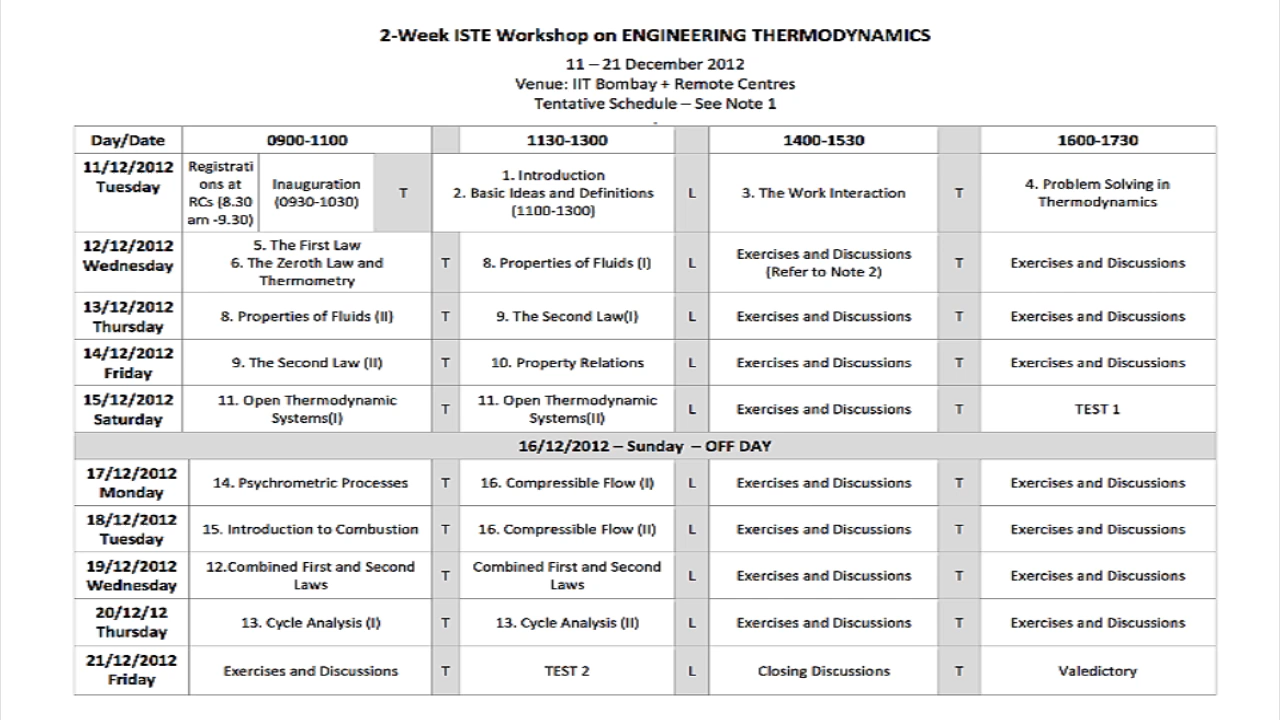 2-Week ISTE Workshop on ENGINEERING THERMODYNAMICS
11 – 21 December 2012
Venue: IIT Bombay + Remote Centres
Tentative Schedule – See Note 1
Day/Date 0900-1100 1130-1300 1400-1530 1600-1730
11/12/2012
Tuesday
Registrati
ons at
RCs (8.30
am -9.30)
Inauguration
(0930-1030)
T
1. Introduction
2. Basic Ideas and Definitions
(1100-1300)
L
3. The Work Interaction
T
4. Problem Solving in
Thermodynamics
12/12/2012
Wednesday
5. The First Law
6. The Zeroth Law and
Thermometry
T
8. Properties of Fluids (I)
L
Exercises and Discussions
(Refer to Note 2)
T
Exercises and Discussions
13/12/2012
Thursday
8. Properties of Fluids (II)
T
9. The Second Law(I)
L
Exercises and Discussions
T
Exercises and Discussions
14/12/2012
Friday
9. The Second Law (II)
T
10. Property Relations
L
Exercises and Discussions
T
Exercises and Discussions
15/12/2012
Saturday
11. Open Thermodynamic
Systems(I)
T
11. Open Thermodynamic
Systems(II)
L
Exercises and Discussions
T
TEST 1
16/12/2012 – Sunday – OFF DAY
17/12/2012
Monday
14. Psychrometric Processes
T
16. Compressible Flow (I)
L
Exercises and Discussions
T
Exercises and Discussions
18/12/2012
Tuesday
15. Introduction to Combustion
T
16. Compressible Flow (II)
L
Exercises and Discussions
T
Exercises and Discussions
19/12/2012
Wednesday
12.Combined First and Second
Laws
T
Combined First and Second
Laws
L
Exercises and Discussions
T
Exercises and Discussions
20/12/12
Thursday
13. Cycle Analysis (I)
T
13. Cycle Analysis (II)
L
Exercises and Discussions
T
Exercises and Discussions
21/12/2012
Friday
Exercises and Discussions
T
TEST 2
L
Closing Discussions
T
Valedictory